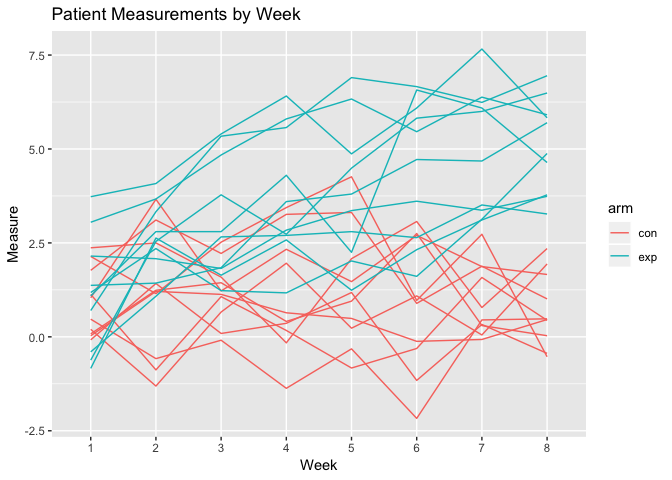 Patient Measurements by Week
7.5
5.0
2.5
0.0
-2.5
Measure
1 2 3 4 5 6 7 8
Week
arm
con
exp